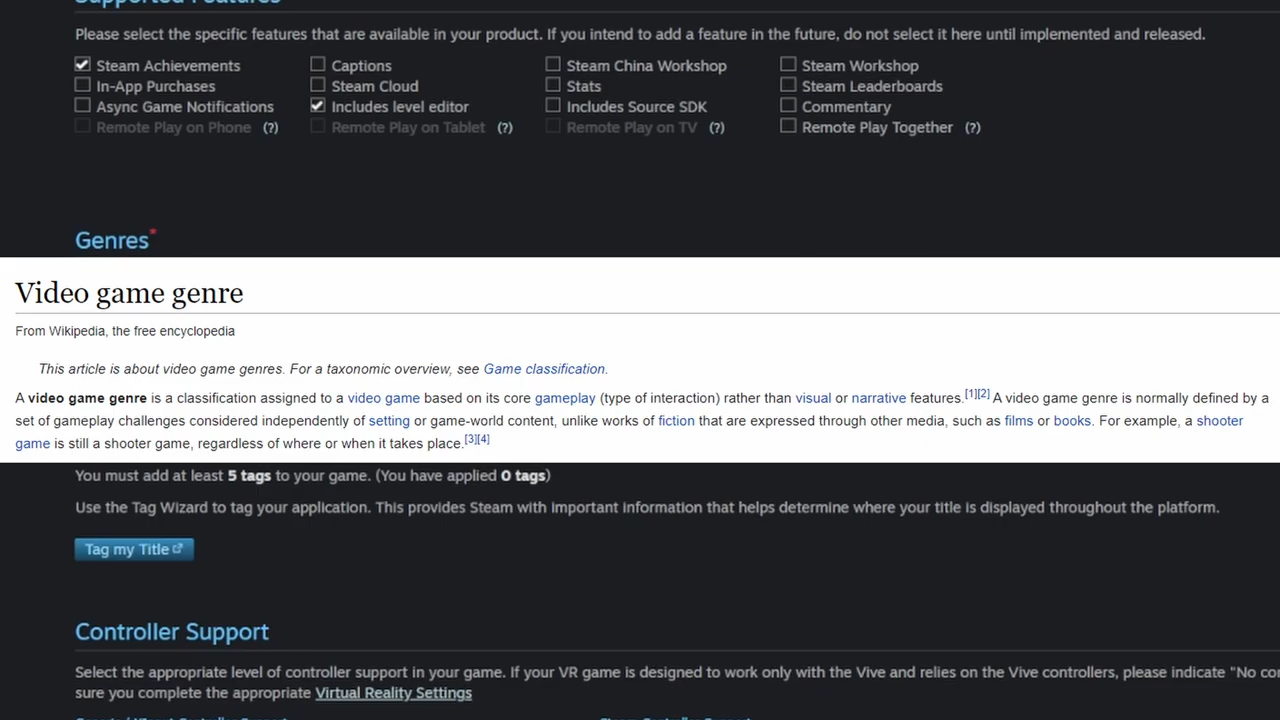 Supported Features
Please select the specific features that are available in your product. If you intend to add a feature in the future, do not select it here until implemented and released.
Steam Achievements Captions Steam China Workshop Steam Workshop
In-App Purchases Steam Cloud Stats Steam Leaderboards
Async Game Notifications Includes level editor Includes Source SDK Commentary
Remote Play on Phone (?) Remote Play on Tablet (?) Remote Play on TV (?) Remote Play Together (?)
Genres*
Video game genre
From Wikipedia, the free encyclopedia
This article is about video game genres. For a taxonomic overview, see Game classification.
A video game genre is a classification assigned to a video game based on its core gameplay (type of interaction) rather than visual or narrative features.[1][2] A video game genre is normally defined by a
set of gameplay challenges considered independently of setting or game-world content, unlike works of fiction that are expressed through other media, such as films or books. For example, a shooter
game is still a shooter game, regardless of where or when it takes place.[3][4]
You must add at least 5 tags to your game. (You have applied 0 tags)
Use the Tag Wizard to tag your application. This provides Steam with important information that helps determine where your title is displayed throughout the platform.
Tag my Title
Controller Support
Select the appropriate level of controller support in your game. If your VR game is designed to work only with the Vive and relies on the Vive controllers, please indicate "No
sure you complete the appropriate Virtual Reality Settings